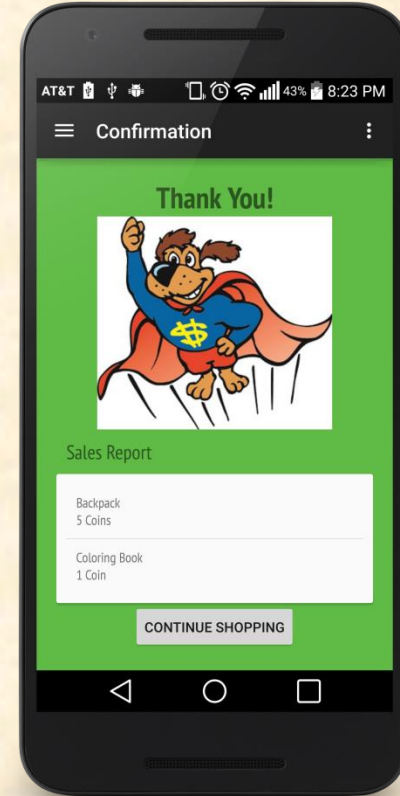 AT&T 43% 8:23 PM
Confirmation
Thank You!
$
Sales Report
Backpack
5 Coins
Coloring Book
1 Coin
CONTINUE SHOPPING